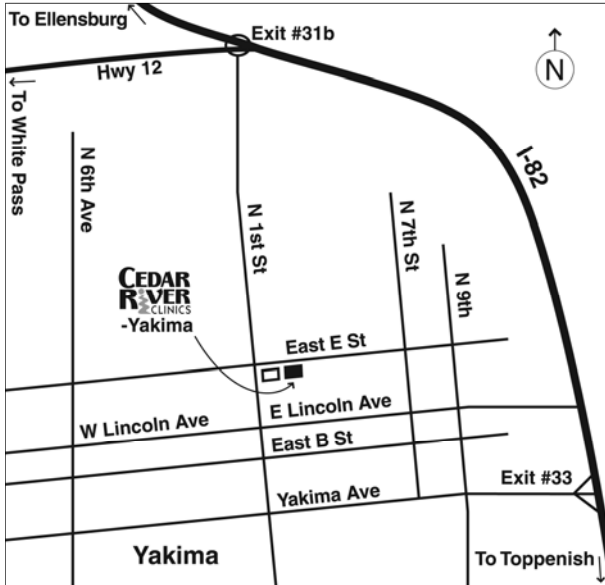 To Ellensburg
Exit #31b
Hwy 12
N
To White Pass
I-82
N 6th Ave
N 1st St
N 7th St
N 9th
CEDAR
RIVER
CLINICS
-Yakima
East E St
E Lincoln Ave
W Lincoln Ave
East B St
Yakima Ave
Exit #33
Yakima
To Toppenish